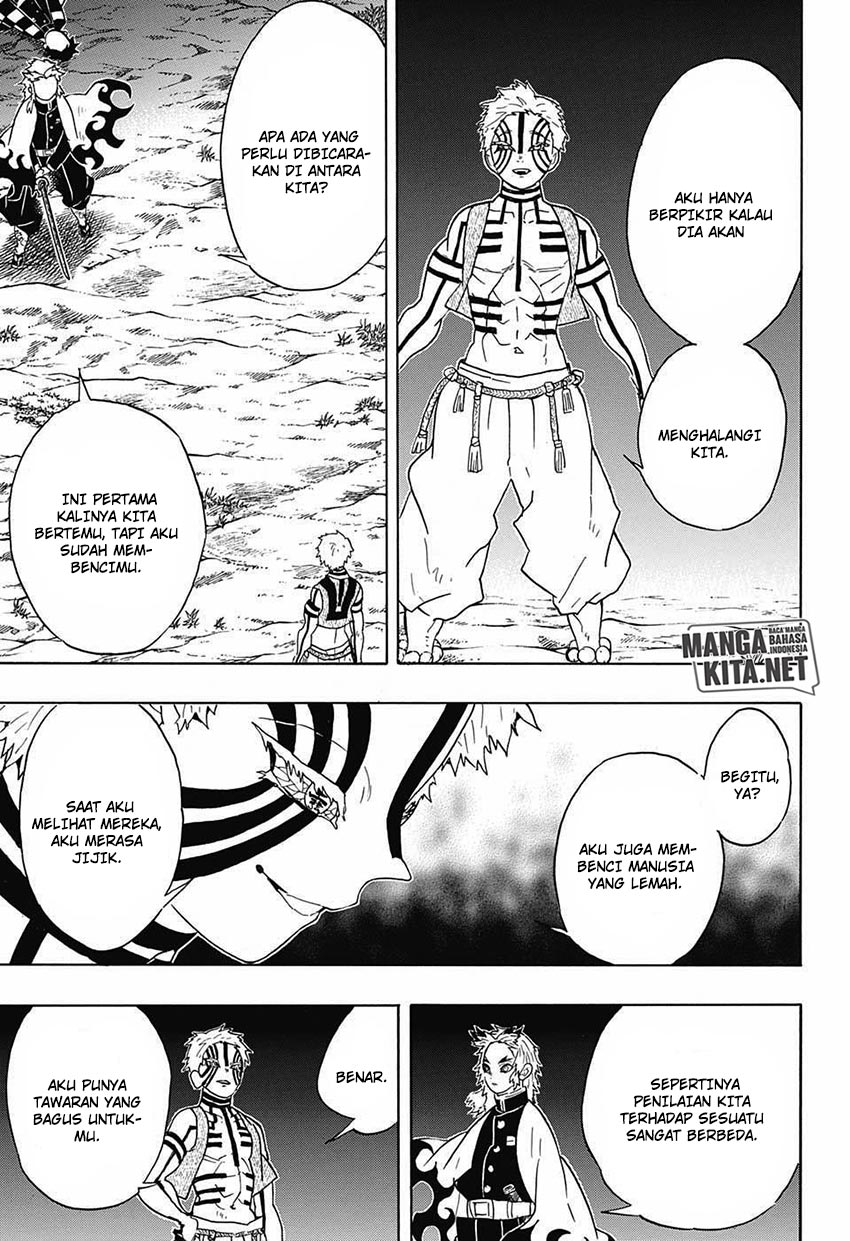 AKU HANYA
BERPIKIR KALAU
DIA AKAN
MENGHALANGI
KITA.
APA ADA YANG
PERLU DIBICARA-
KAN DI ANTARA
KITA?
INI PERTAMA
KALINYA KITA
BERTEMU, TAPI AKU
SUDAH MEM-
BENCIMU.
MANGA
BACA MANGA
BAHASA
INDONESIA
KITA.NET
BEGITU,
YA?
AKU JUGA MEM-
BENCI MANUSIA
YANG LEMAH.
SAAT AKU
MELIHAT MEREKA,
AKU MERASA
JIJIK.
SEPERTINYA
PENILAIAN KITA
TERHADAP SESUATU
SANGAT BERBEDA.
BENAR.
AKU PUNYA
TAWARAN YANG
BAGUS UNTUK-
MU.